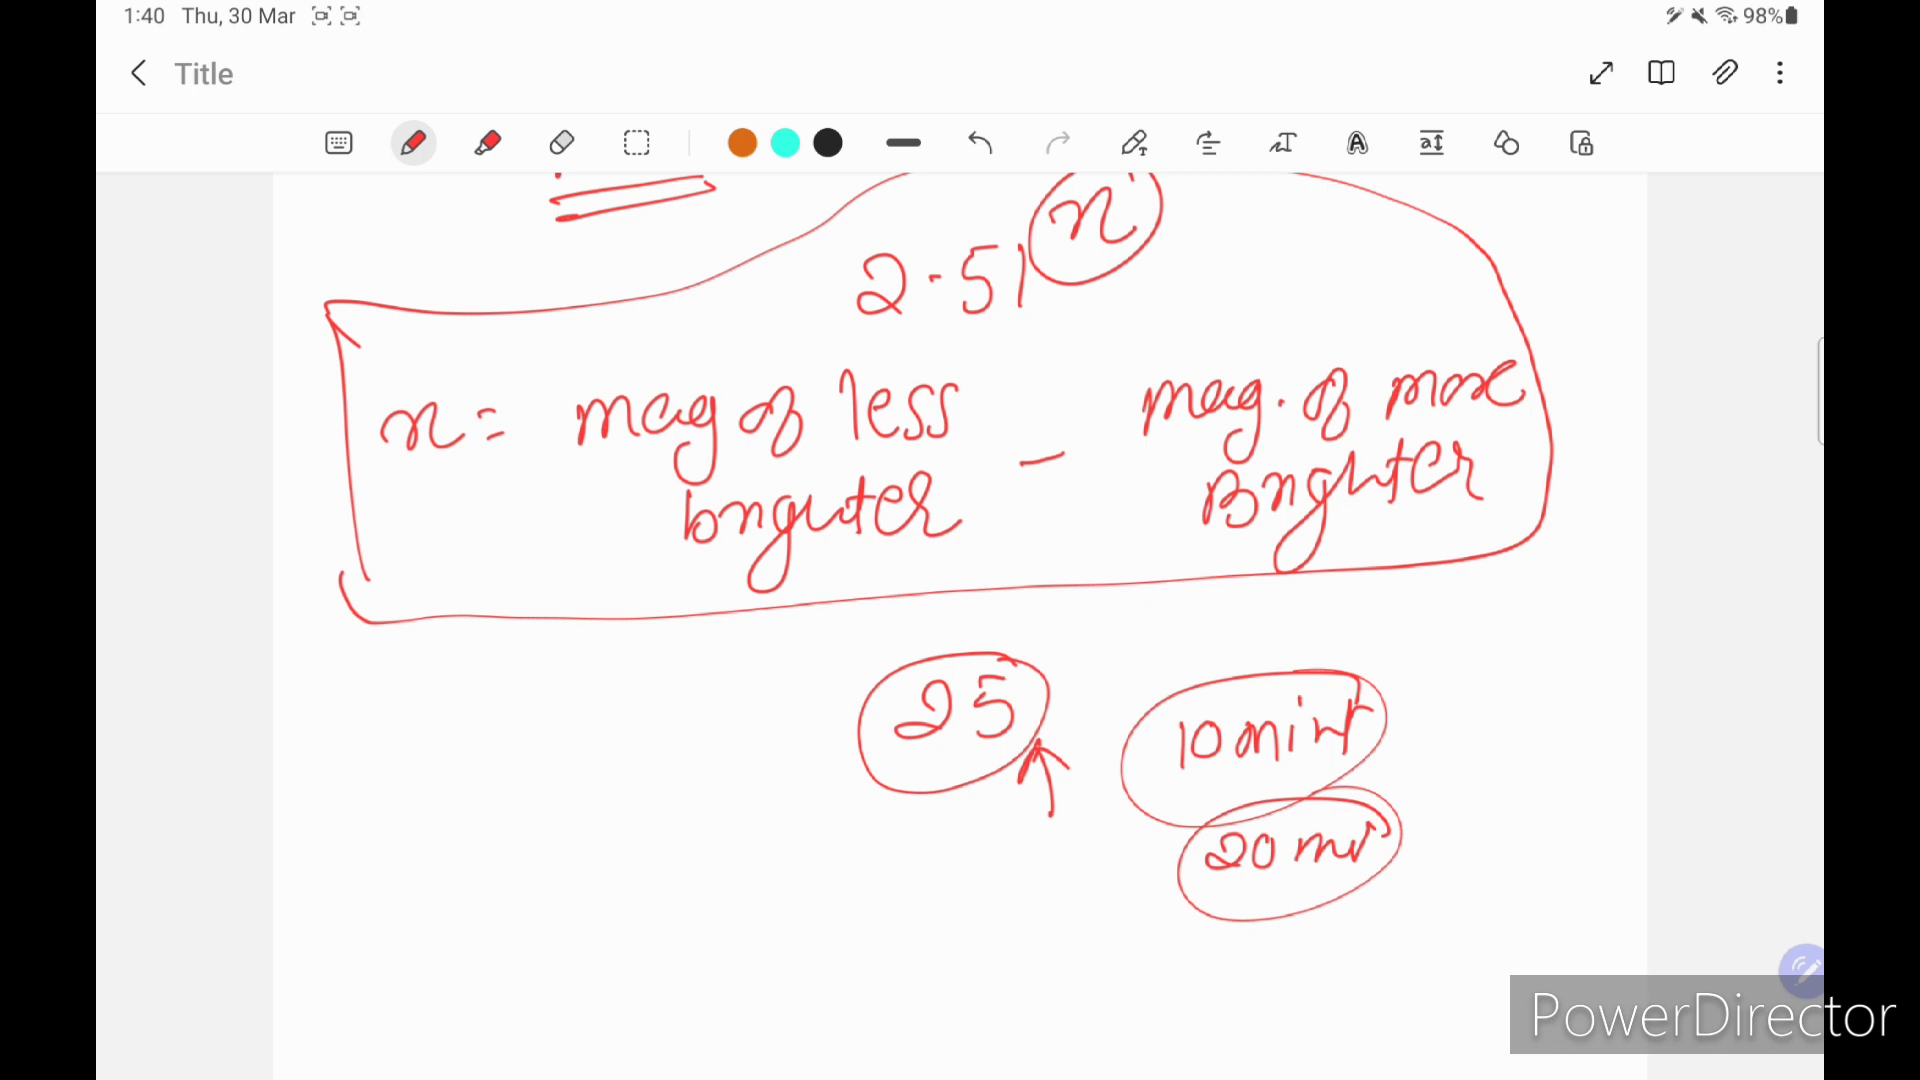 1:40 Thu, 30 Mar 98%
Title
2.51 n
n = mag of less - mag. of more
brighter Brighter
25 10 mint
20 min
PowerDirector